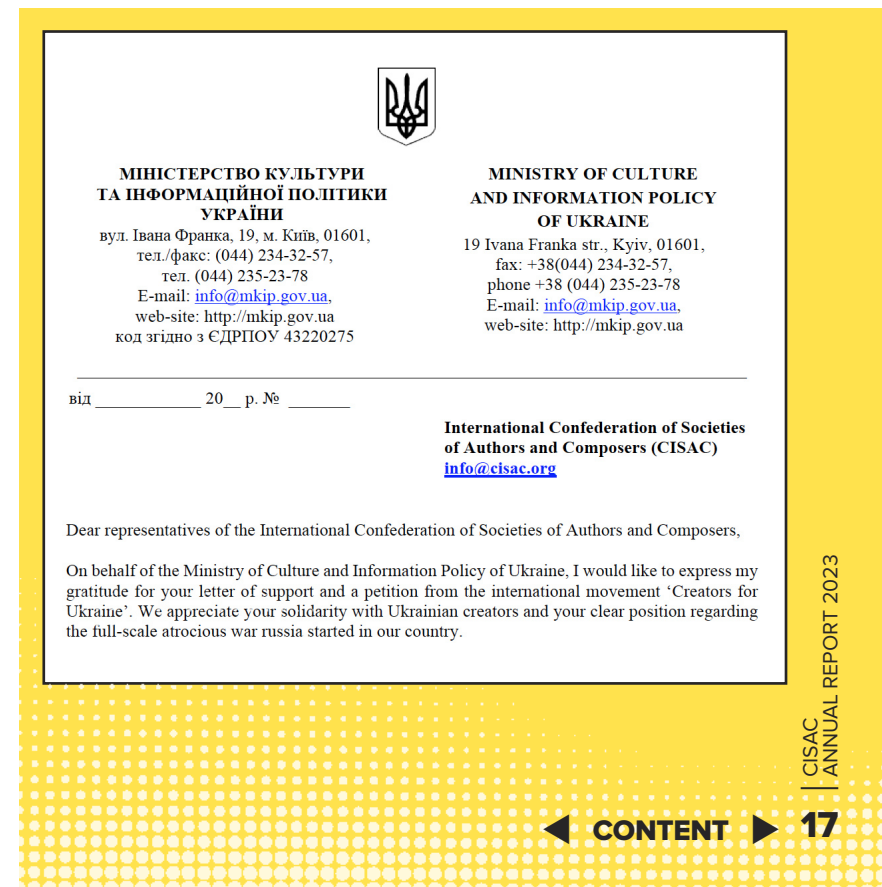 МІНІСТЕРСТВО КУЛЬТУРИ
ТА ІНФОРМАЦІЙНОЇ ПОЛІТИКИ
УКРАЇНИ
вул. Івана Франка, 19, м. Київ, 01601,
тел./факс: (044) 234-32-57,
тел. (044) 235-23-78
E-mail: info@mkip.gov.ua,
web-site: http://mkip.gov.ua
код згідно з ЄДРПОУ 43220275
MINISTRY OF CULTURE
AND INFORMATION POLICY
OF UKRAINE
19 Ivana Franka str., Kyiv, 01601,
fax: +38(044) 234-32-57,
phone +38 (044) 235-23-78
E-mail: info@mkip.gov.ua,
web-site: http://mkip.gov.ua
від _____________ 20__ р. № ________
International Confederation of Societies
of Authors and Composers (CISAC)
info@cisac.org
Dear representatives of the International Confederation of Societies of Authors and Composers,
On behalf of the Ministry of Culture and Information Policy of Ukraine, I would like to express my
gratitude for your letter of support and a petition from the international movement ‘Creators for
Ukraine’. We appreciate your solidarity with Ukrainian creators and your clear position regarding
the full-scale atrocious war russia started in our country.
CISAC
ANNUAL REPORT 2023
CONTENT
17